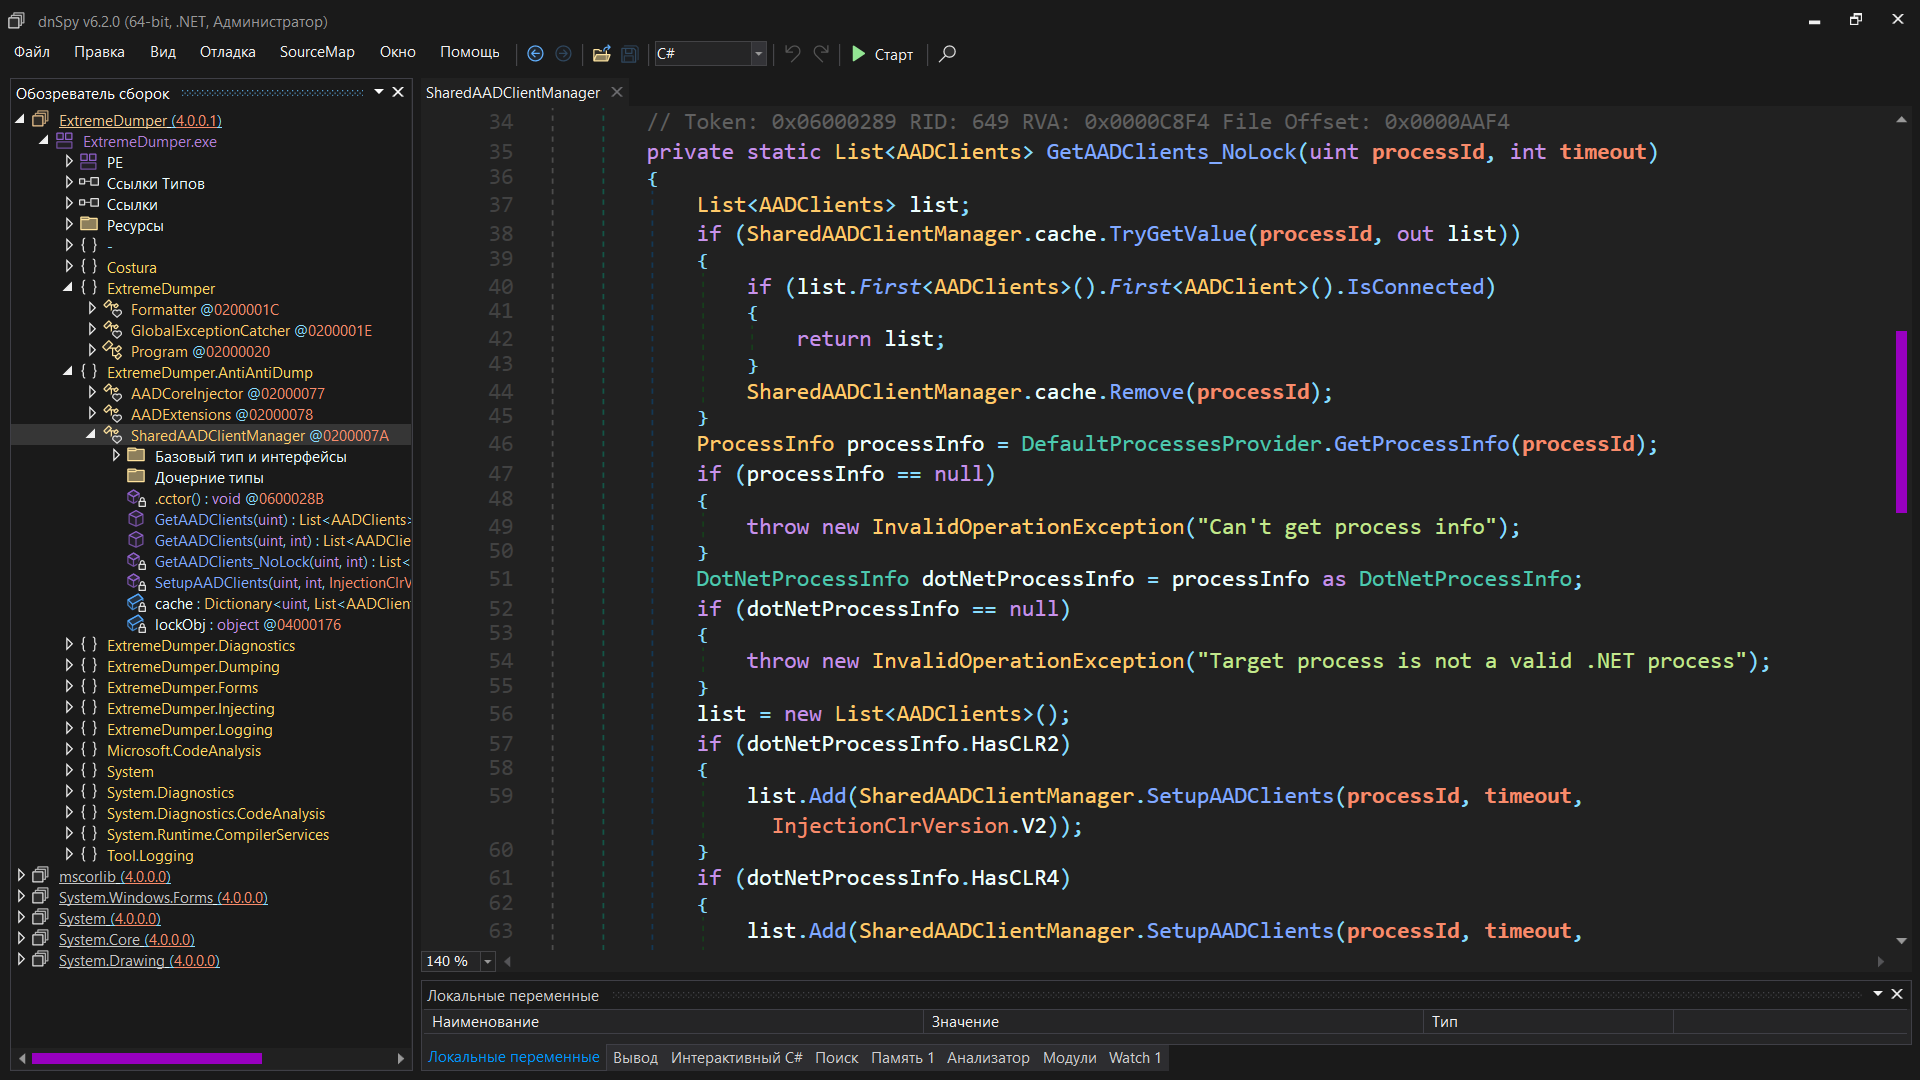 dnSpy v6.2.0 (64-bit, .NET, Администратор)
Файл Правка Вид Отладка SourceMap Окно Помощь C# Старт
Обозреватель сборок
ExtremeDumper (4.0.0.1)
ExtremeDumper.exe
PE
Ссылки Типов
Ссылки
Ресурсы
{ } -
{ } Costura
{ } ExtremeDumper
Formatter @0200001C
GlobalExceptionCatcher @0200001E
Program @02000020
{ } ExtremeDumper.AntiAntiDump
AADCoreInjector @02000077
AADExtensions @02000078
SharedAADClientManager @0200007A
Базовый тип и интерфейсы
Дочерние типы
.cctor() : void @0600028B
GetAADClients(uint) : List<AADClients>
GetAADClients(uint, int) : List<AADClie
GetAADClients_NoLock(uint, int) : List<
SetupAADClients(uint, int, InjectionClrV
cache : Dictionary<uint, List<AADClien
lockObj : object @04000176
{ } ExtremeDumper.Diagnostics
{ } ExtremeDumper.Dumping
{ } ExtremeDumper.Forms
{ } ExtremeDumper.Injecting
{ } ExtremeDumper.Logging
{ } Microsoft.CodeAnalysis
{ } System
{ } System.Diagnostics
{ } System.Diagnostics.CodeAnalysis
{ } System.Runtime.CompilerServices
{ } Tool.Logging
mscorlib (4.0.0.0)
System.Windows.Forms (4.0.0.0)
System (4.0.0.0)
System.Core (4.0.0.0)
System.Drawing (4.0.0.0)
SharedAADClientManager
34 // Token: 0x06000289 RID: 649 RVA: 0x0000C8F4 File Offset: 0x0000AAF4
35 private static List<AADClients> GetAADClients_NoLock(uint processId, int timeout)
36 {
37 List<AADClients> list;
38 if (SharedAADClientManager.cache.TryGetValue(processId, out list))
39 {
40 if (list.First<AADClients>().First<AADClient>().IsConnected)
41 {
42 return list;
43 }
44 SharedAADClientManager.cache.Remove(processId);
45 }
46 ProcessInfo processInfo = DefaultProcessesProvider.GetProcessInfo(processId);
47 if (processInfo == null)
48 {
49 throw new InvalidOperationException("Can't get process info");
50 }
51 DotNetProcessInfo dotNetProcessInfo = processInfo as DotNetProcessInfo;
52 if (dotNetProcessInfo == null)
53 {
54 throw new InvalidOperationException("Target process is not a valid .NET process");
55 }
56 list = new List<AADClients>();
57 if (dotNetProcessInfo.HasCLR2)
58 {
59 list.Add(SharedAADClientManager.SetupAADClients(processId, timeout,
InjectionClrVersion.V2));
60 }
61 if (dotNetProcessInfo.HasCLR4)
62 {
63 list.Add(SharedAADClientManager.SetupAADClients(processId, timeout,
140 %
Локальные переменные
Наименование Значение Тип
Локальные переменные Вывод Интерактивный C# Поиск Память 1 Анализатор Модули Watch 1